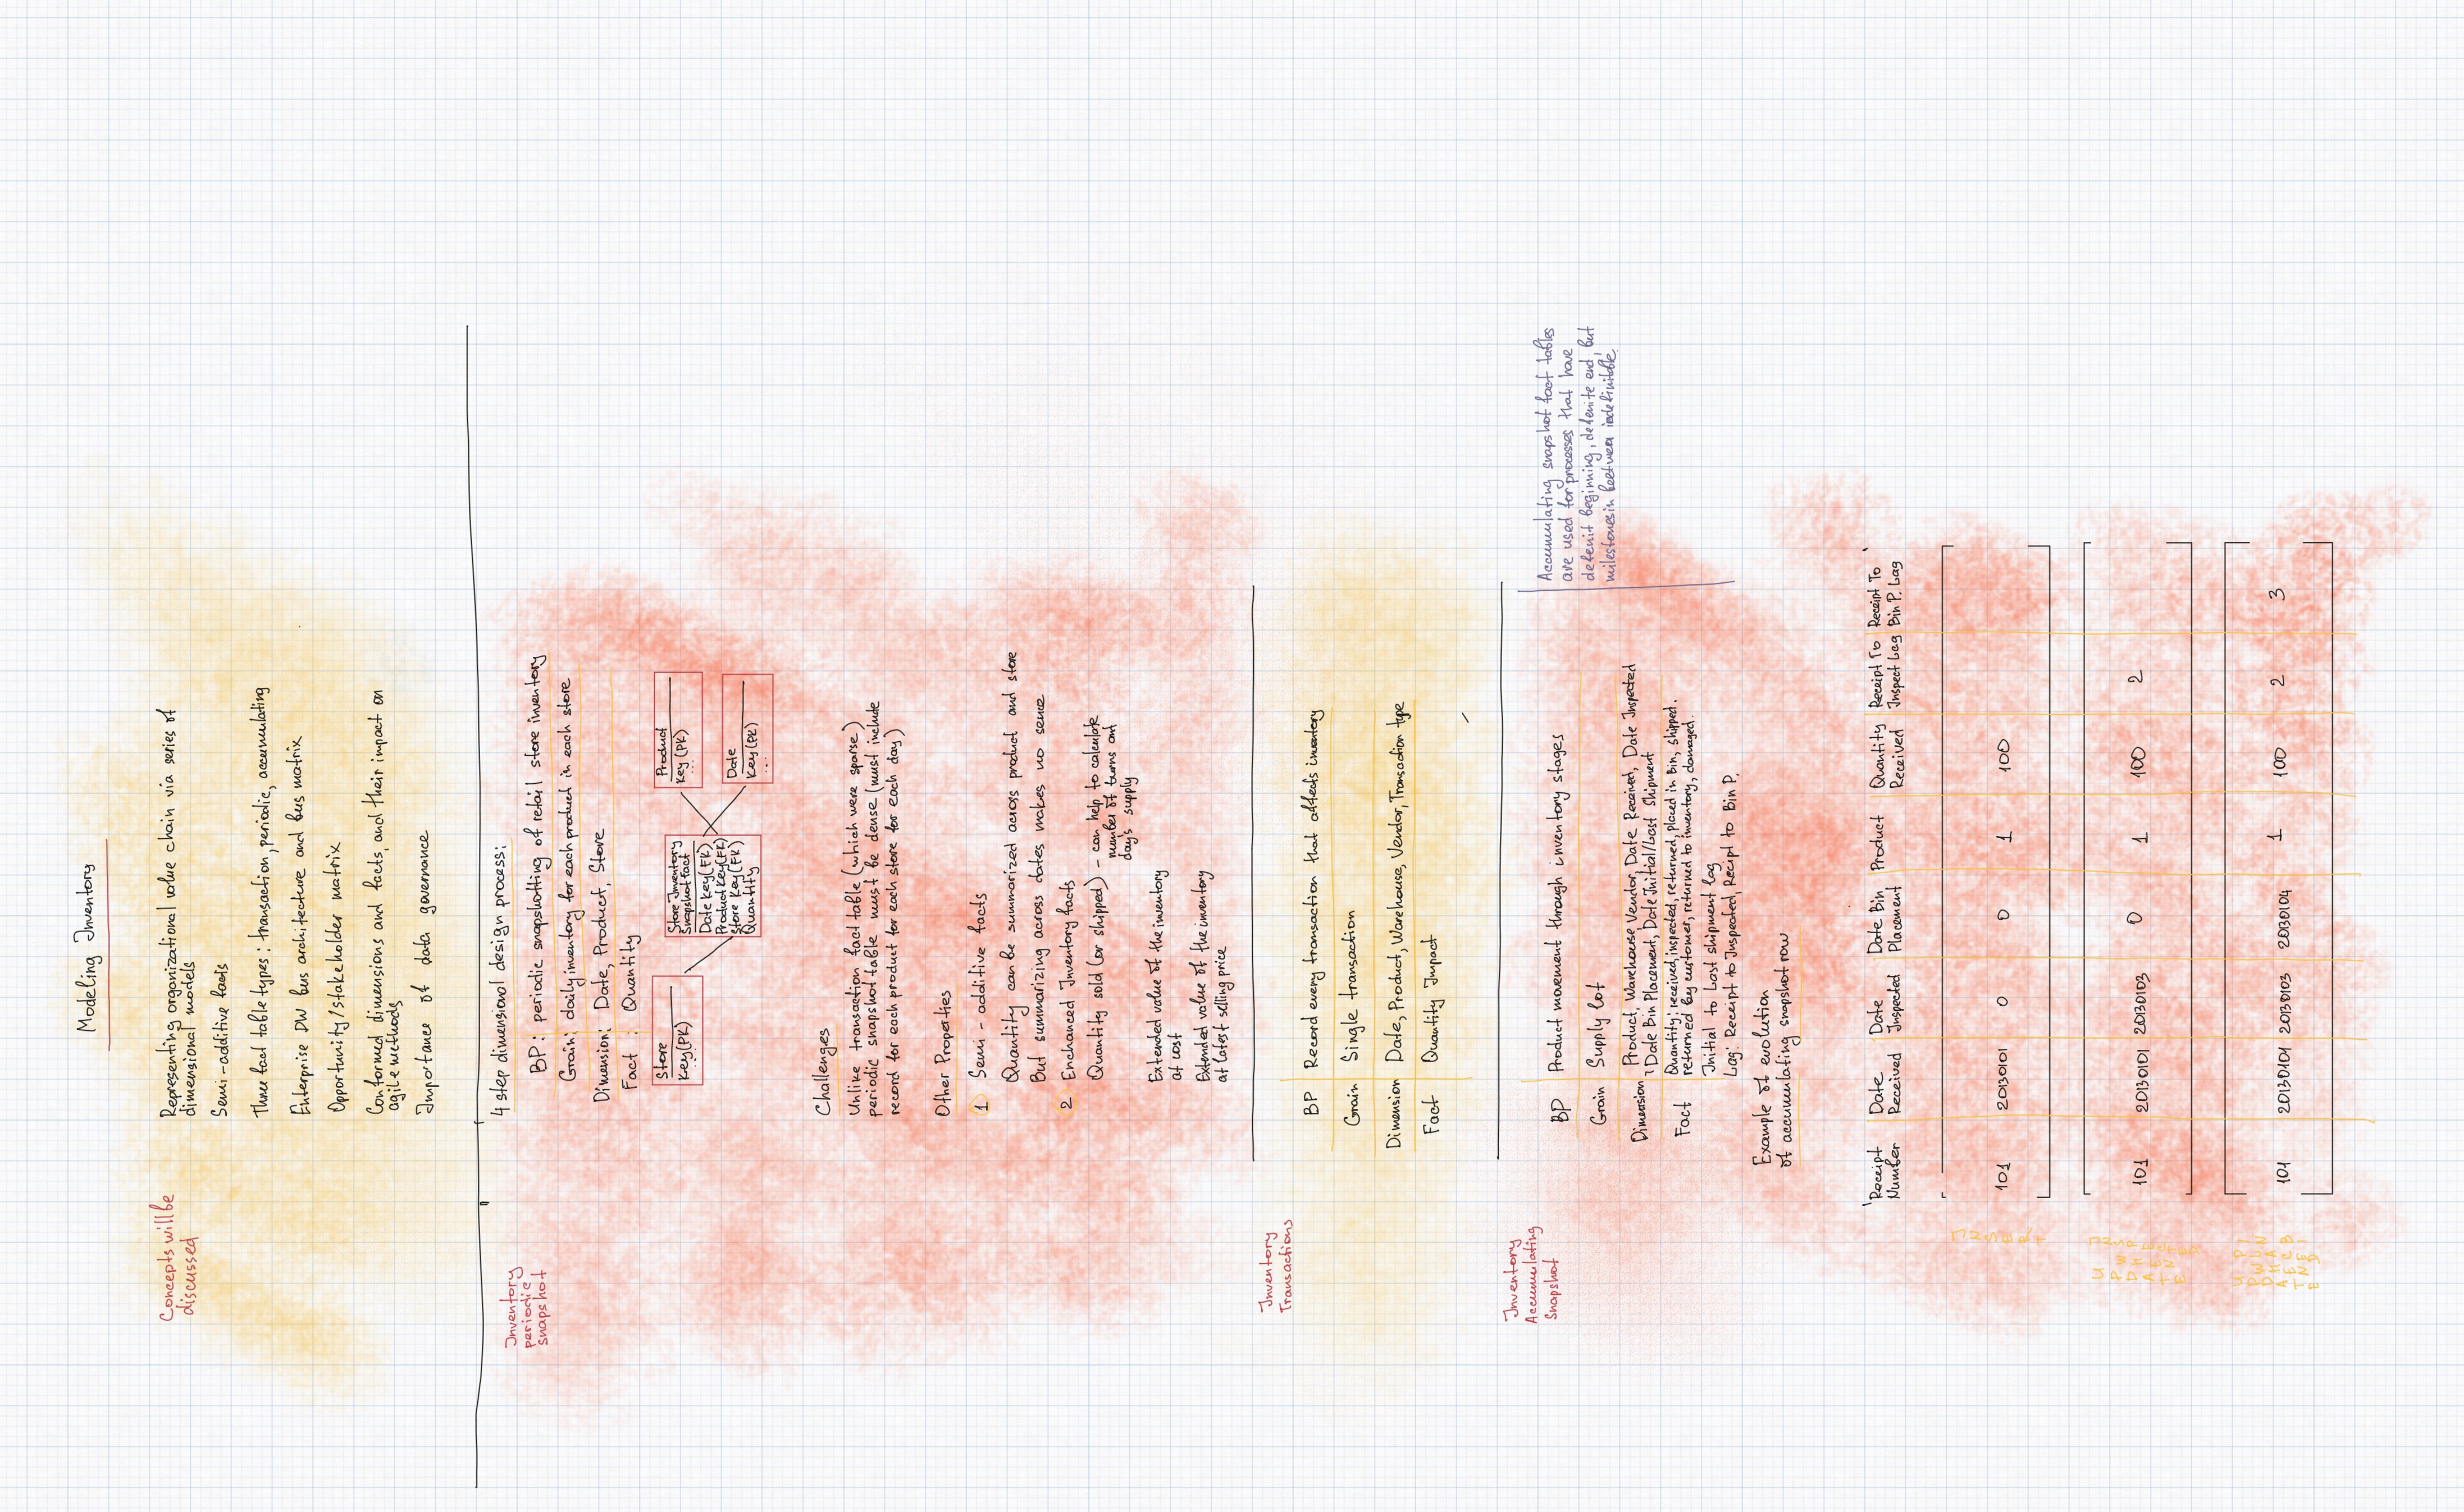 Modeling Inventory
Concepts will be
discussed
Representing organizational value chain via series of
dimensional models
Semi-additive facts
Three fact table types: transaction, periodic, accumulating
Enterprise DW bus architecture and bus matrix
Opportunity/stakeholder matrix
Conformed dimensions and facts, and their impact on
agile methods
Importance of data governance
Inventory
periodic
snapshot
4 step dimensional design process:
BP: periodic snapshotting of retail store inventory
Grain: daily inventory for each product in each store
Dimension: Date, Product, Store
Fact : Quantity
Store
Key(PK)
...
Store Inventory
Snapshot fact
Date key(FK)
Product Key(FK)
Store Key(FK)
Quantity
Product
Key (PK)
...
Date
Key(PK)
...
Challenges
Unlike transaction fact table (which were sparse)
periodic snapshot table must be dense (must include
record for each product for each store for each day)
Other Properties
1 Semi-additive facts
Quantity can be summarized across product and store
But summarizing across dates makes no sence
2 Enchanced Inventory facts
Quantity sold (or shipped) - can help to calculate
number of turns and
day's supply
Extended value of the inventory
at cost
Extended value of the inventory
at latest selling price
Inventory
Transactions
BP Record every transaction that affects inventory
Grain Single transaction
Dimension Date, Product, Warehouse, Vendor, Transaction type
Fact Quantity Impact
Inventory
Accumulating
Snapshot
BP Product movement through inventory stages
Grain Supply lot
Dimension Product, Warehouse, Vendor, Date Received, Date Inspected
, Date Bin Placement, Date Initial/Last Shipment
Fact Quantity: received, inspected, returned, placed in Bin, shipped.
returned by customer, returned to inventory, damaged.
Initial to Last shipment lag
Lag: Receipt to Inspected, Recipt to Bin P.
Accumulating snapshot fact tables
are used for processes that have
defenit beginning, defenite end, but
milestones in between indefinitible
Example of evolution
of accumulating snapshot row
Receipt Number Date Received Date Inspected Date Bin Placement Product Quantity Received Receipt To Inspect Lag Receipt To Bin P. Lag
INSERT
101 20130101 0 0 1 100
UPDATE WHEN INSPECTED
101 20130101 20130103 0 1 100 2
UPDATE WHEN PLACED IN BI
101 20130101 20130103 20130104 1 100 2 3